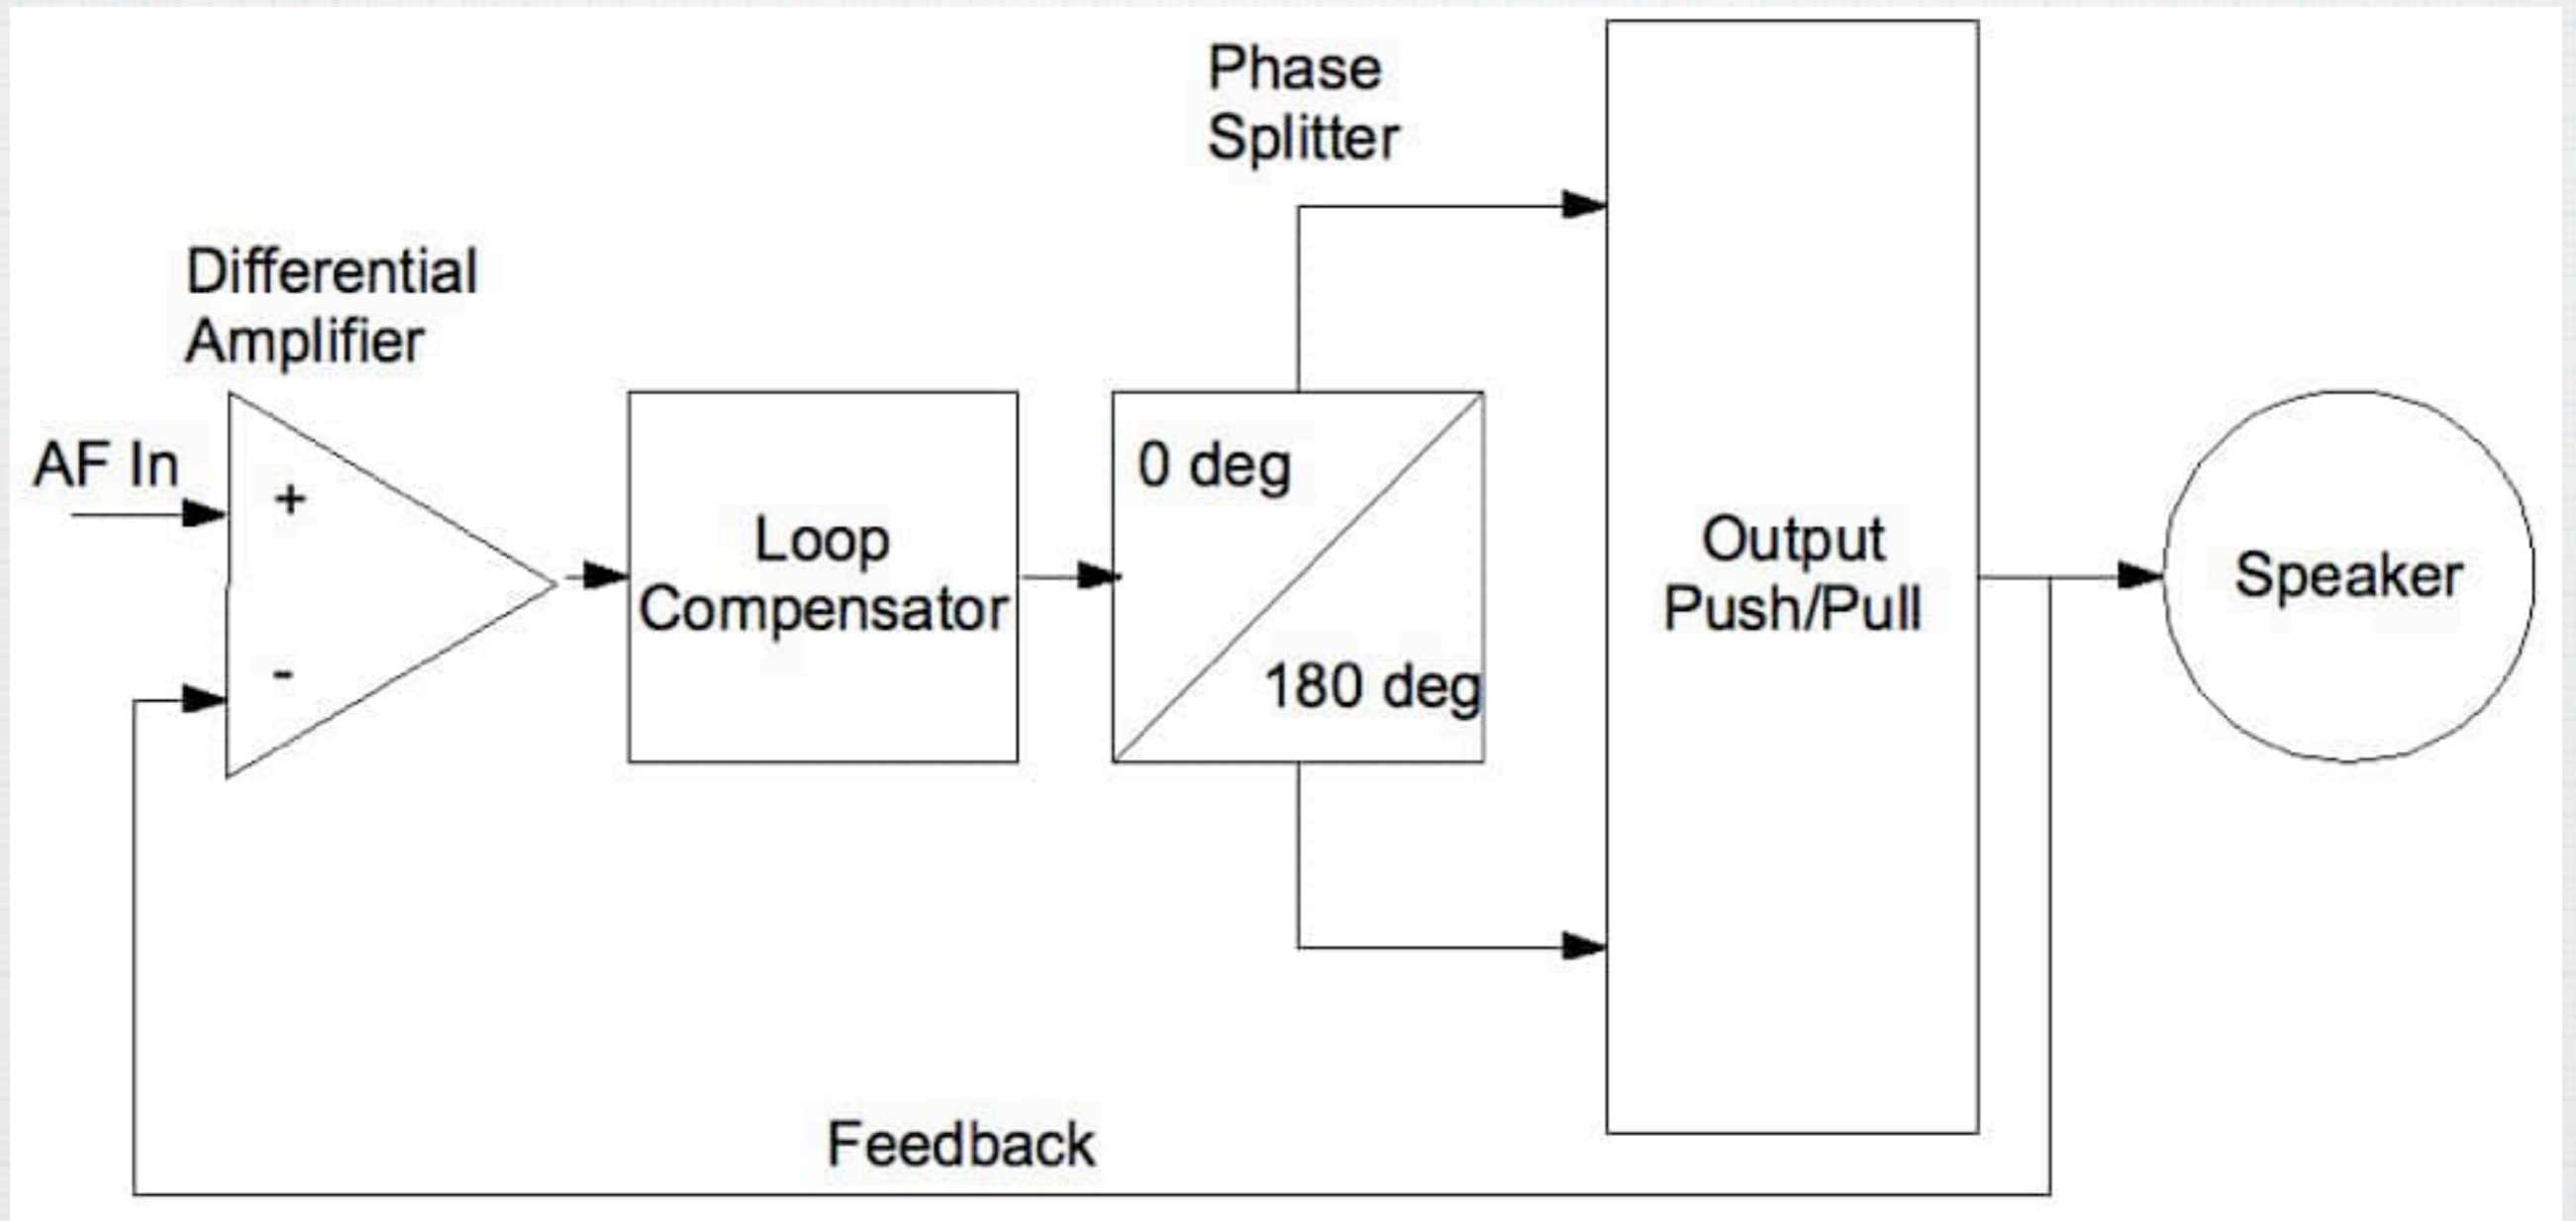 Phase
Splitter
Differential
Amplifier
AF In
+
-
Loop
Compensator
0 deg
180 deg
Output
Push/Pull
Speaker
Feedback